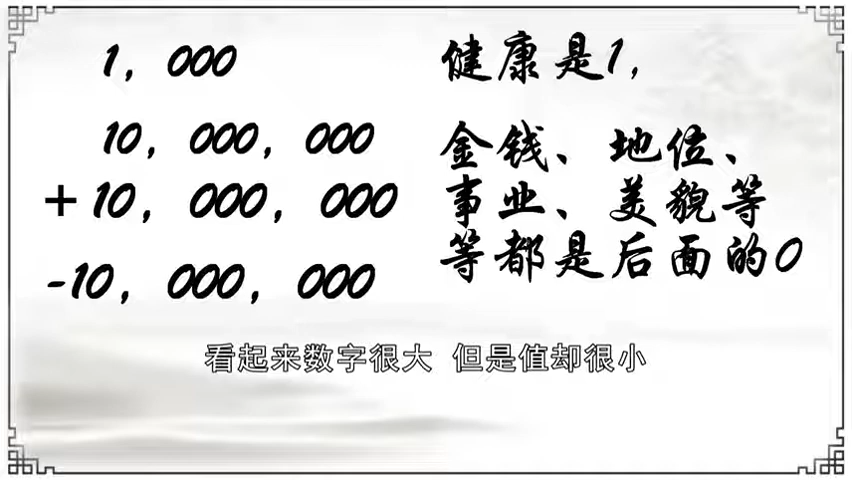 1，000
10，000，000
+10，000，000
-10，000，000
健康是1，
金钱、地位、
事业、美貌等
等都是后面的0
看起来数字很大 但是值却很小